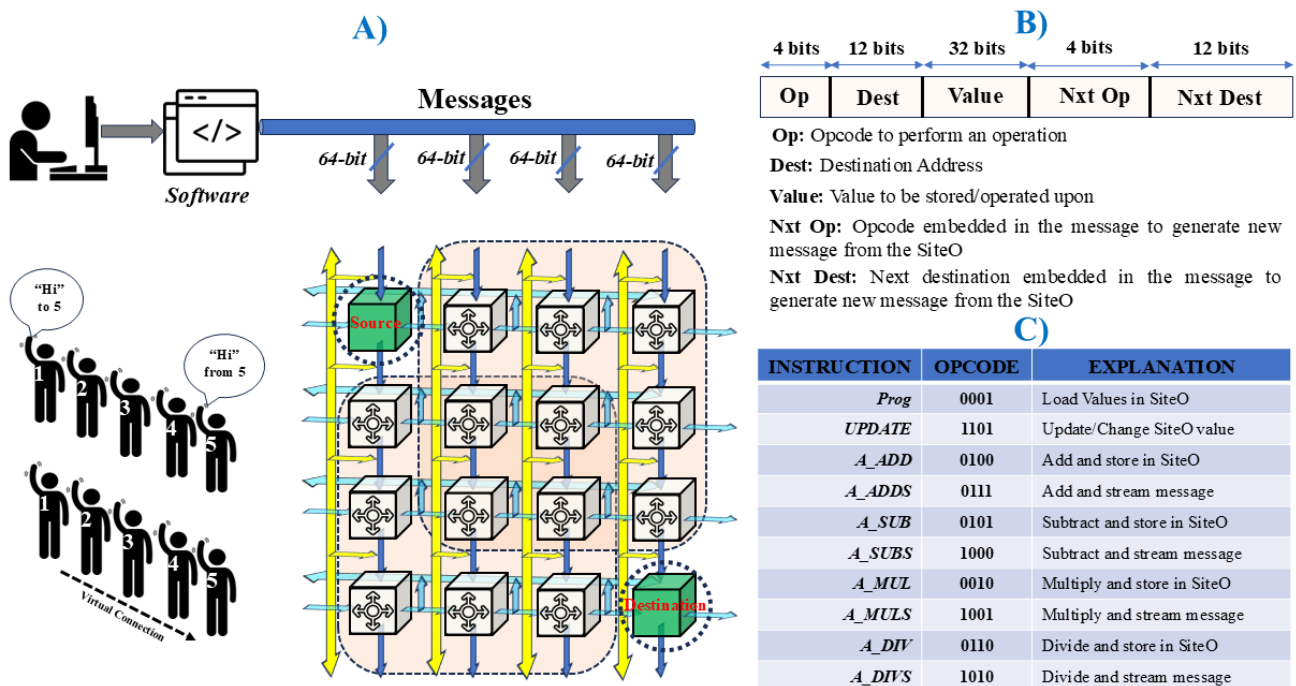 A)
Messages
64-bit 64-bit 64-bit 64-bit
</>
Software
“Hi”
to 5
“Hi”
from 5
1 2 3 4 5
1 2 3 4 5
Virtual Connection
Source
Destination
B)
4 bits 12 bits 32 bits 4 bits 12 bits
Op Dest Value Nxt Op Nxt Dest
Op: Opcode to perform an operation
Dest: Destination Address
Value: Value to be stored/operated upon
Nxt Op: Opcode embedded in the message to generate new
message from the SiteO
Nxt Dest: Next destination embedded in the message to
generate new message from the SiteO
C)
INSTRUCTION OPCODE EXPLANATION
Prog 0001 Load Values in SiteO
UPDATE 1101 Update/Change SiteO value
A_ADD 0100 Add and store in SiteO
A_ADDS 0111 Add and stream message
A_SUB 0101 Subtract and store in SiteO
A_SUBS 1000 Subtract and stream message
A_MUL 0010 Multiply and store in SiteO
A_MULS 1001 Multiply and stream message
A_DIV 0110 Divide and store in SiteO
A_DIVS 1010 Divide and stream message